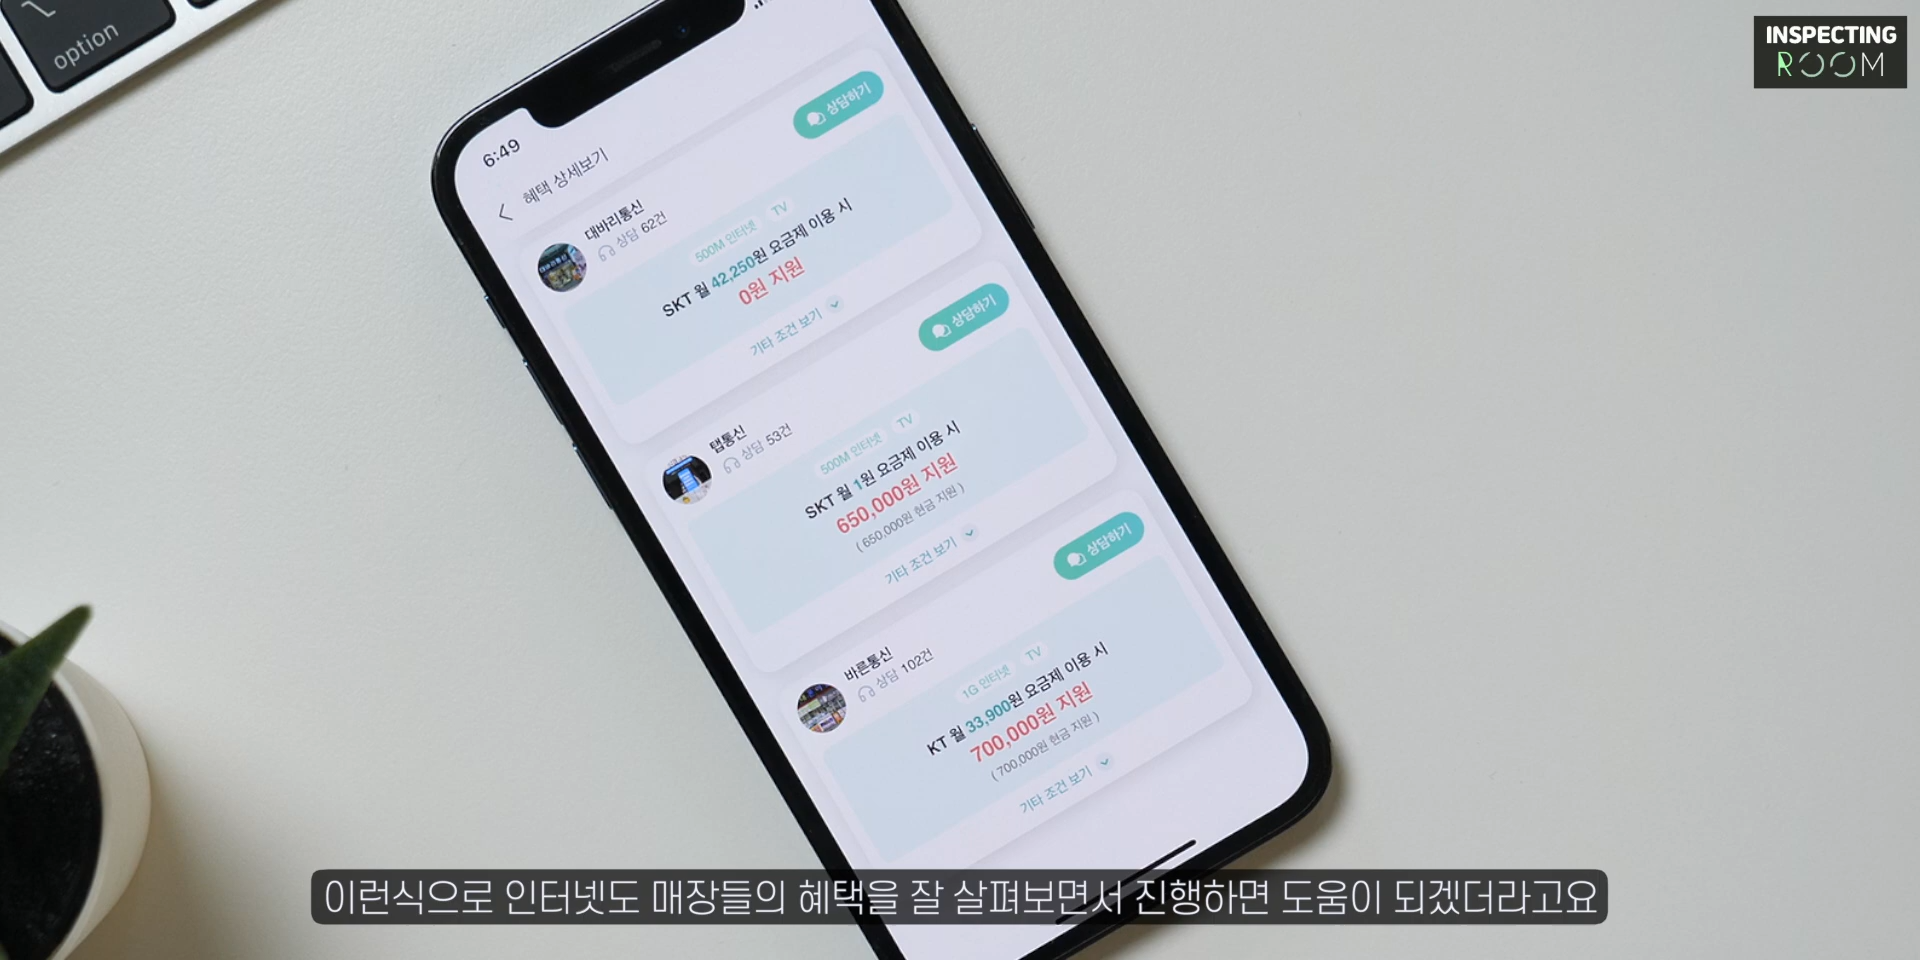 option
INSPECTING
ROOM
6:49
혜택 상세보기
대바리통신
상담 62건
상담하기
500M 인터넷 TV
SKT 월 42,250원 요금제 이용 시
0원 지원
기타 조건 보기
탭통신
상담 53건
상담하기
500M 인터넷 TV
SKT 월 1원 요금제 이용 시
650,000원 지원
( 650,000원 현금 지원 )
기타 조건 보기
바른통신
상담 102건
상담하기
1G 인터넷 TV
KT 월 33,900원 요금제 이용 시
700,000원 지원
( 700,000원 현금 지원 )
기타 조건 보기
이런식으로 인터넷도 매장들의 혜택을 잘 살펴보면서 진행하면 도움이 되겠더라고요